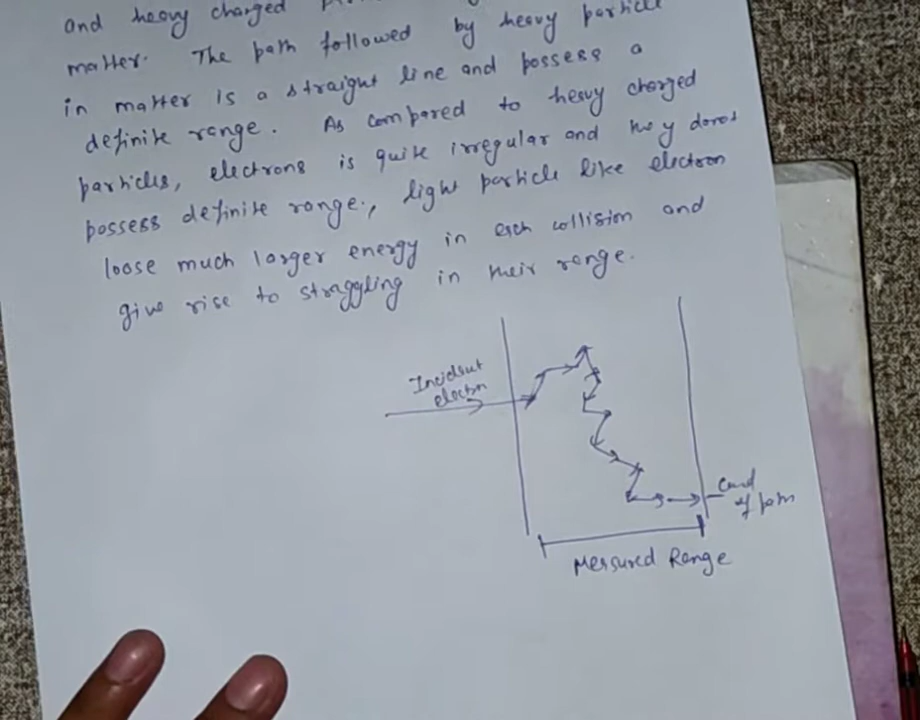 and heavy charged
matter. The path followed by heavy particle
in matter is a straight line and possess a
definite range. As compared to heavy charged
particles, electrons is quite irregular and they doros
possess definite range., light particle like electron
loose much larger energy in each collision and
give rise to straggling in their range.
Incident
electron
end
of path
Measured Range